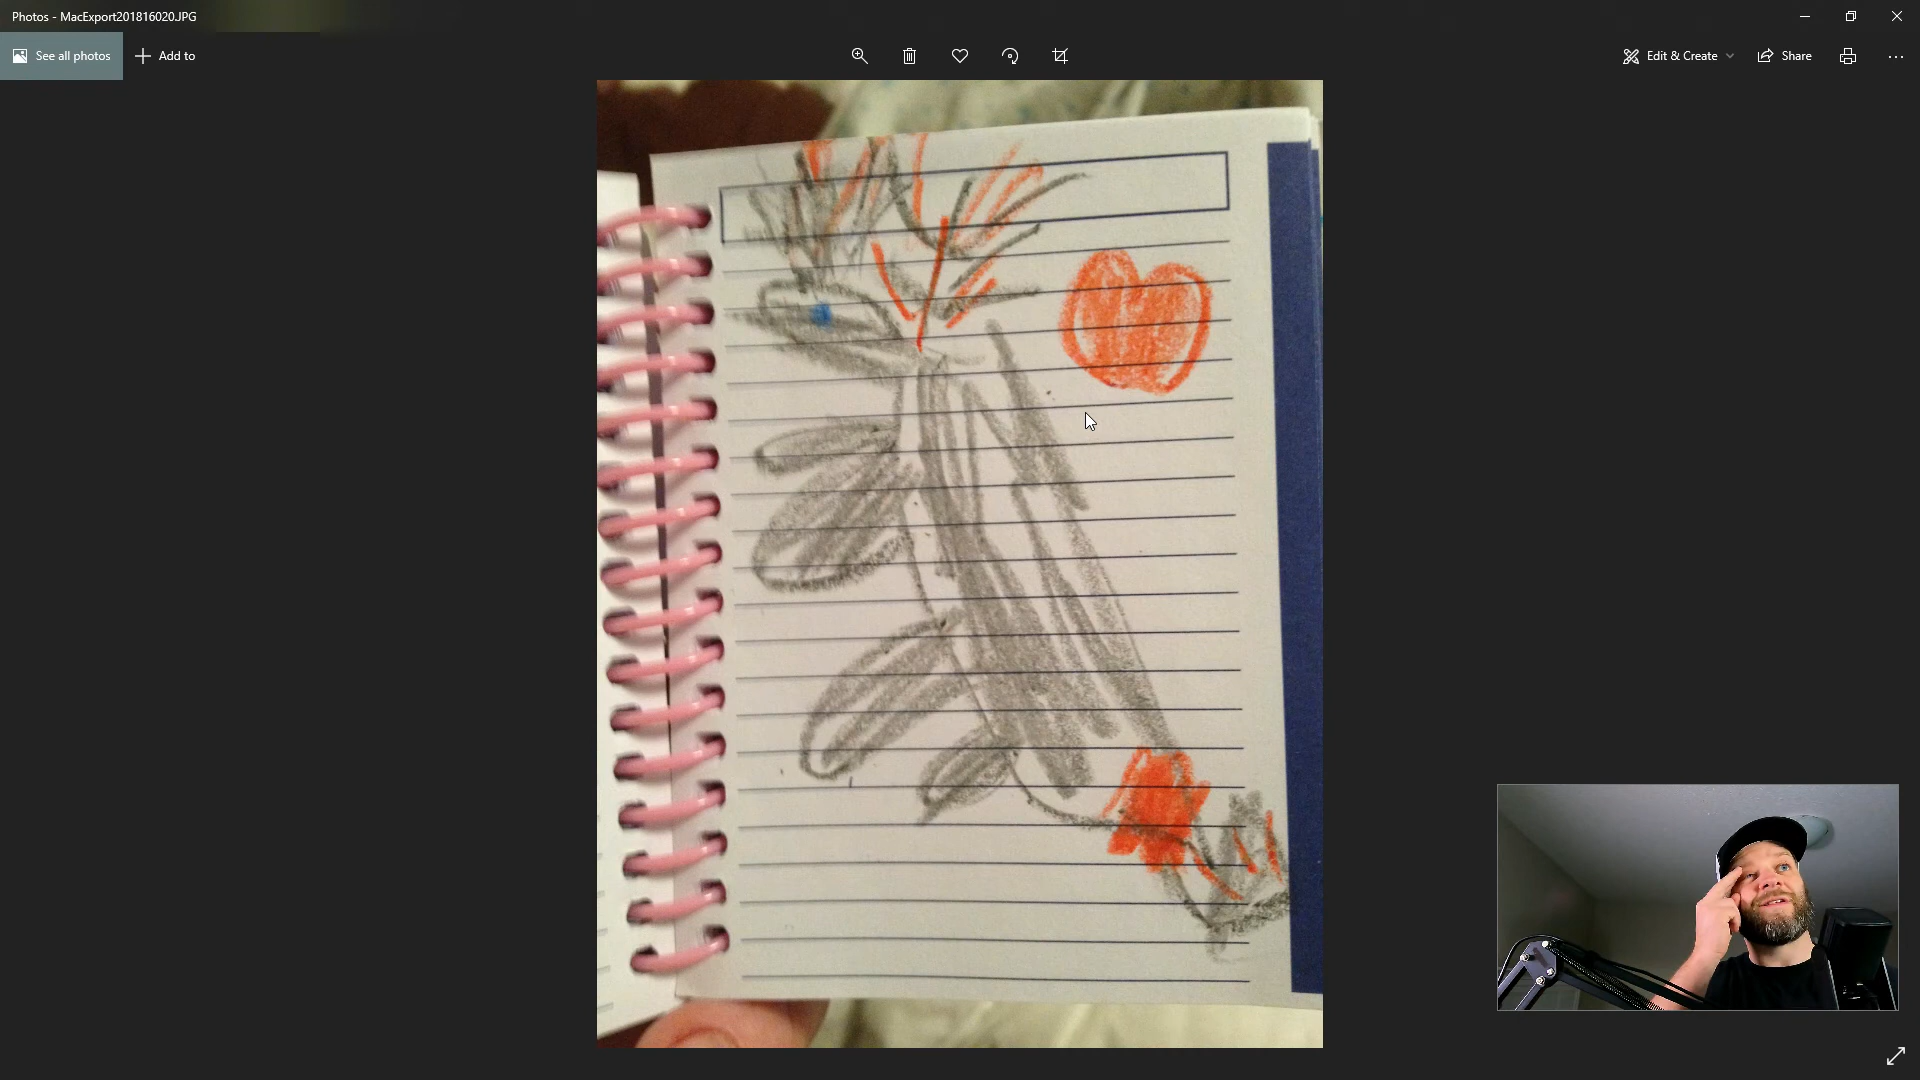 Photos - MacExport201816020.JPG
See all photos
Add to
Edit & Create
Share